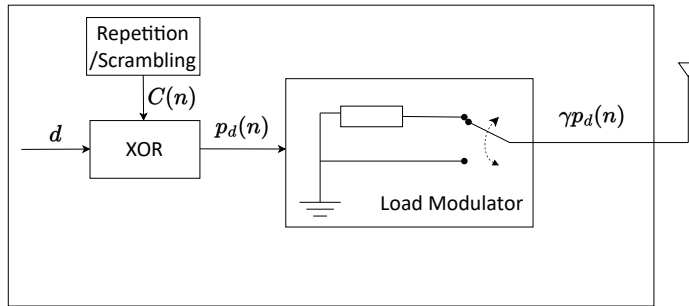 Repetition
/Scrambling
C(n)
d
XOR
p_d(n)
γp_d(n)
Load Modulator